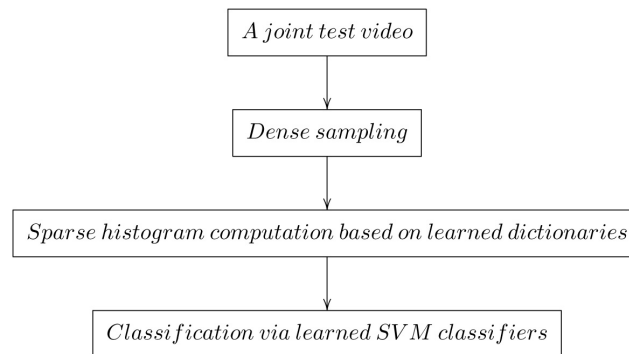 A joint test video
Dense sampling
Sparse histogram computation based on learned dictionaries
Classification via learned SVM classifiers